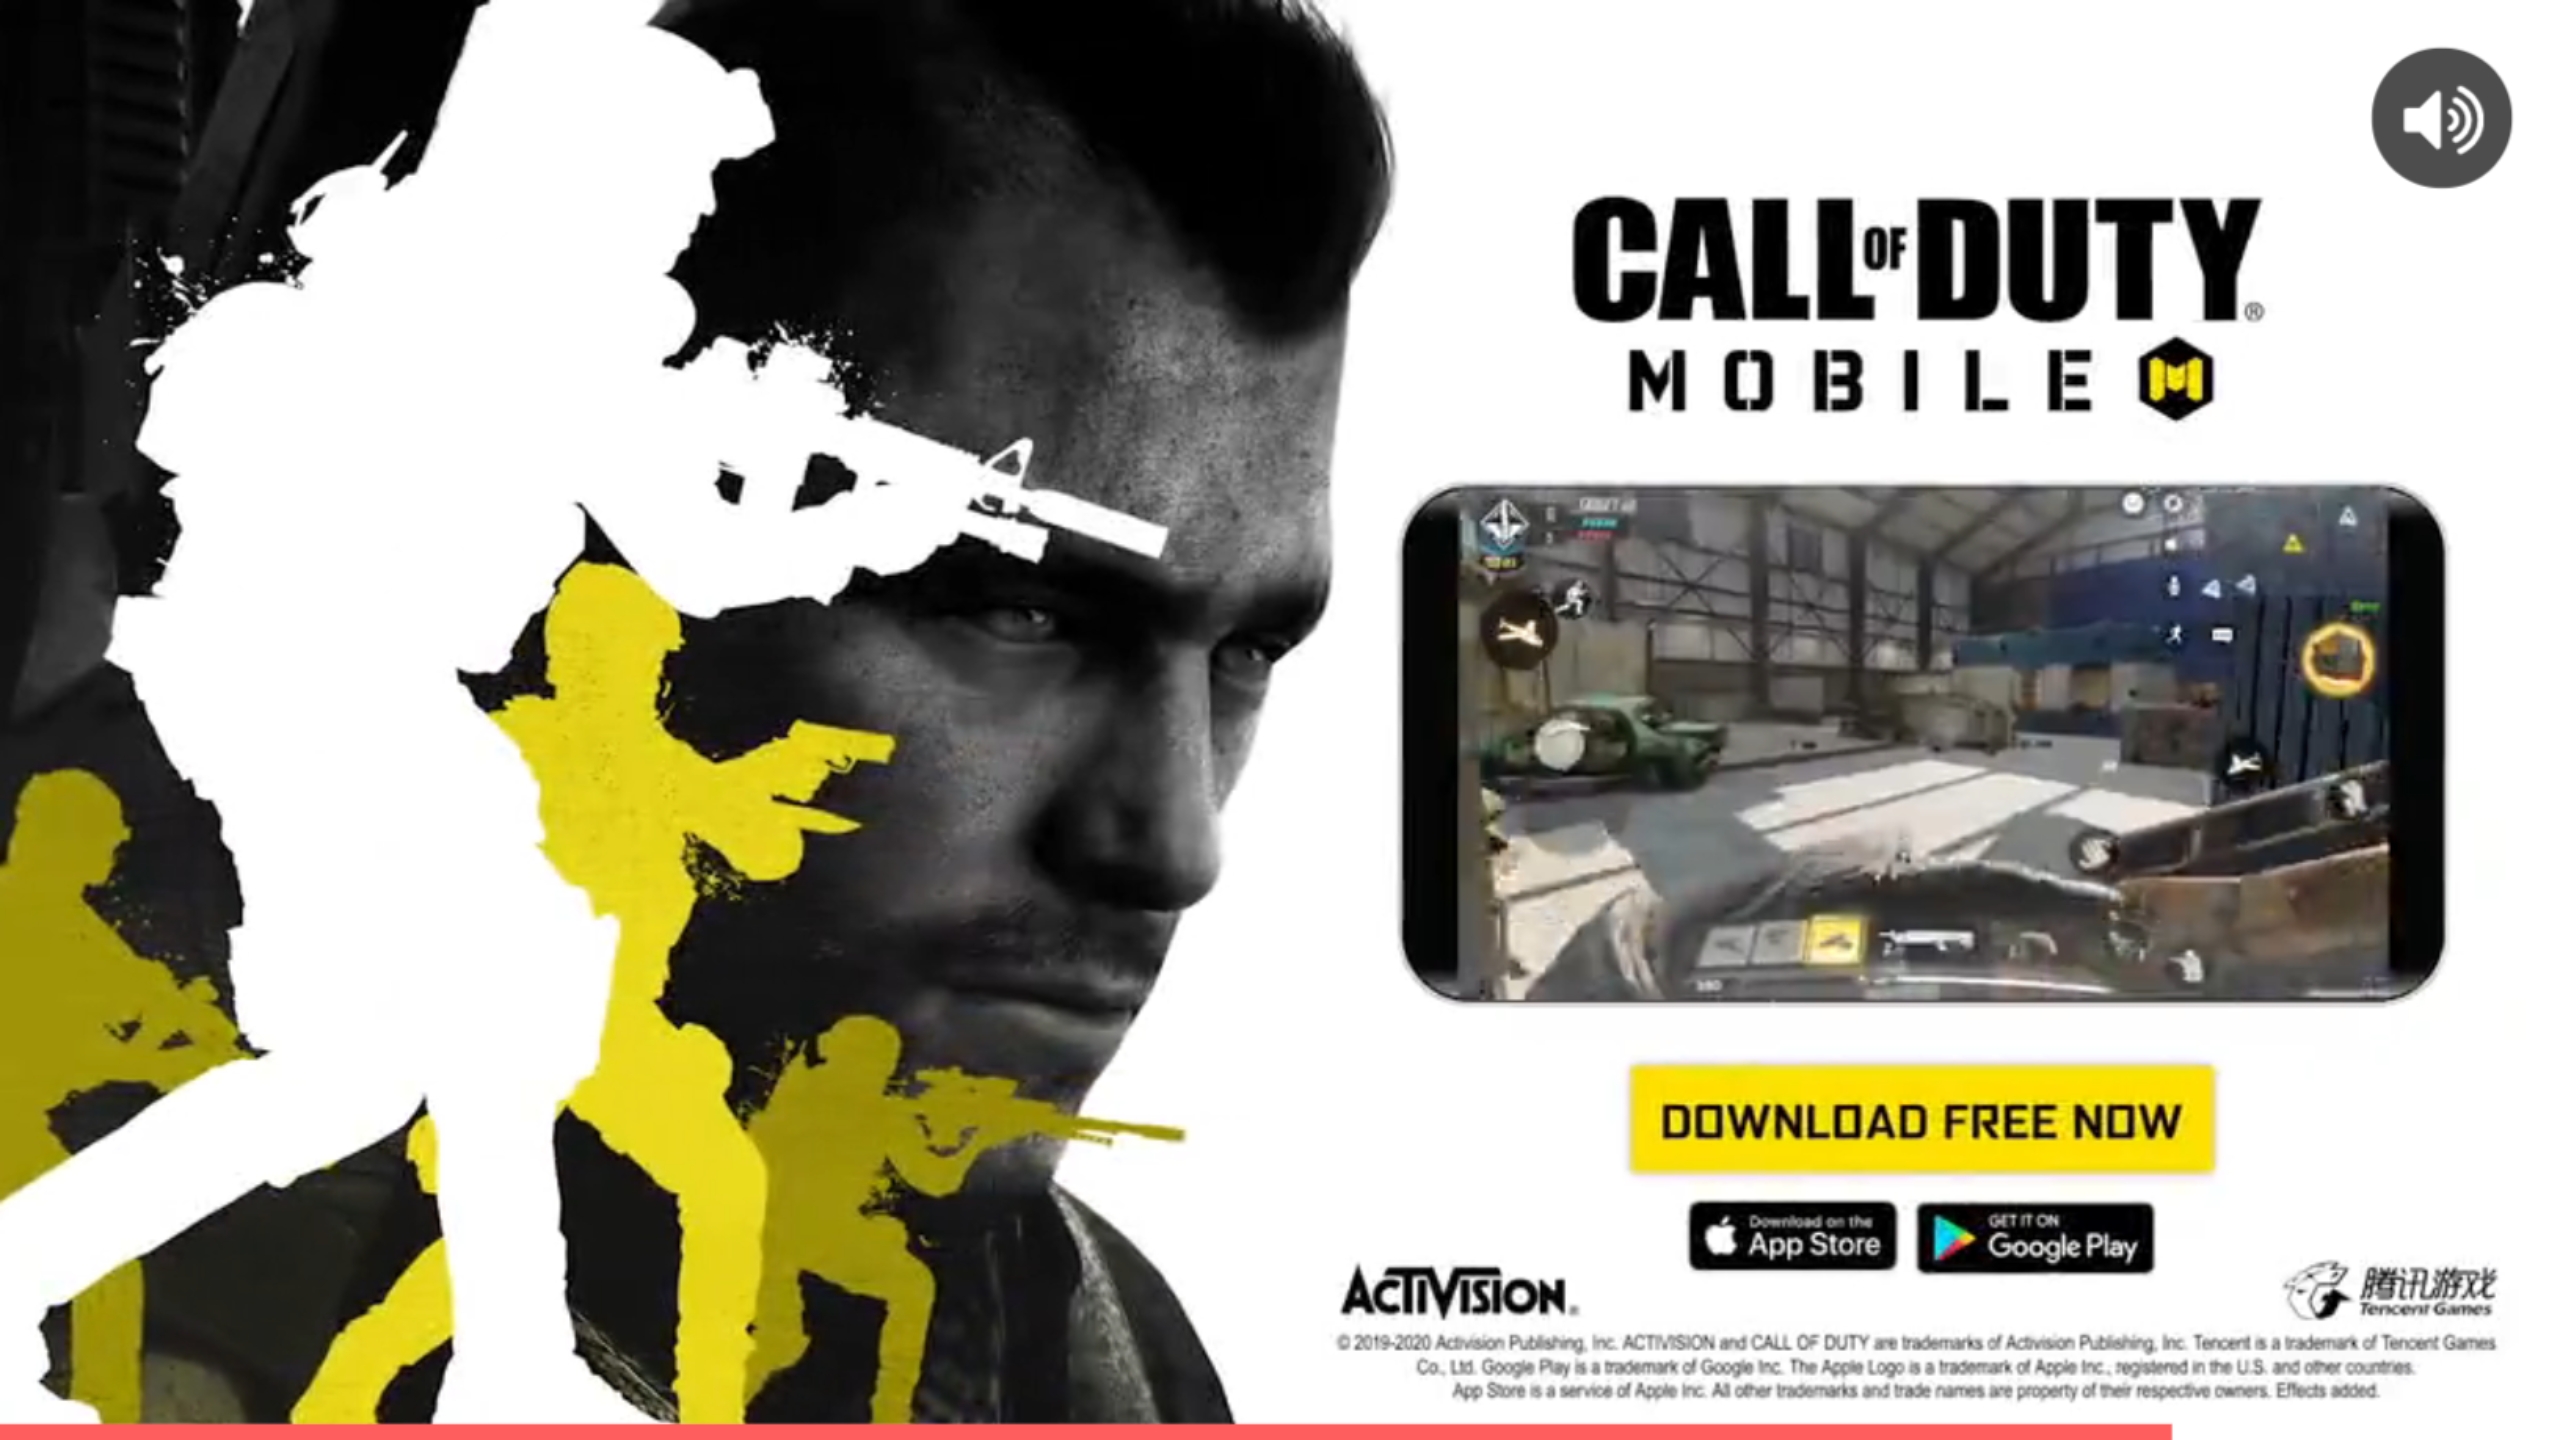 CALL OF DUTY®
MOBILE
DOWNLOAD FREE NOW
Download on the
App Store
GET IT ON
Google Play
ACTIVISION®
腾讯游戏
Tencent Games
© 2019-2020 Activision Publishing, Inc. ACTIVISION and CALL OF DUTY are trademarks of Activision Publishing, Inc. Tencent is a trademark of Tencent Games
Co., Ltd. Google Play is a trademark of Google Inc. The Apple Logo is a trademark of Apple Inc., registered in the U.S. and other countries.
App Store is a service of Apple Inc. All other trademarks and trade names are property of their respective owners. Effects added.